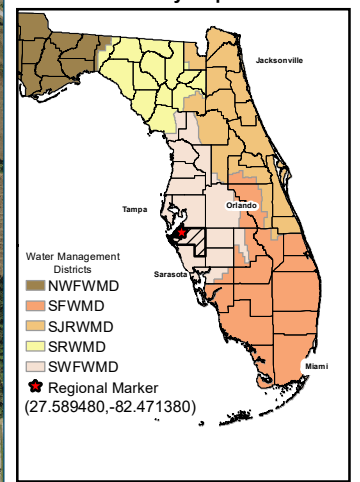 Jacksonville
Tampa
Orlando
Water Management
Districts
Sarasota
NWFWMD
SFWMD
SJRWMD
SRWMD
SWFWMD
Miami
Regional Marker
(27.589480,-82.471380)